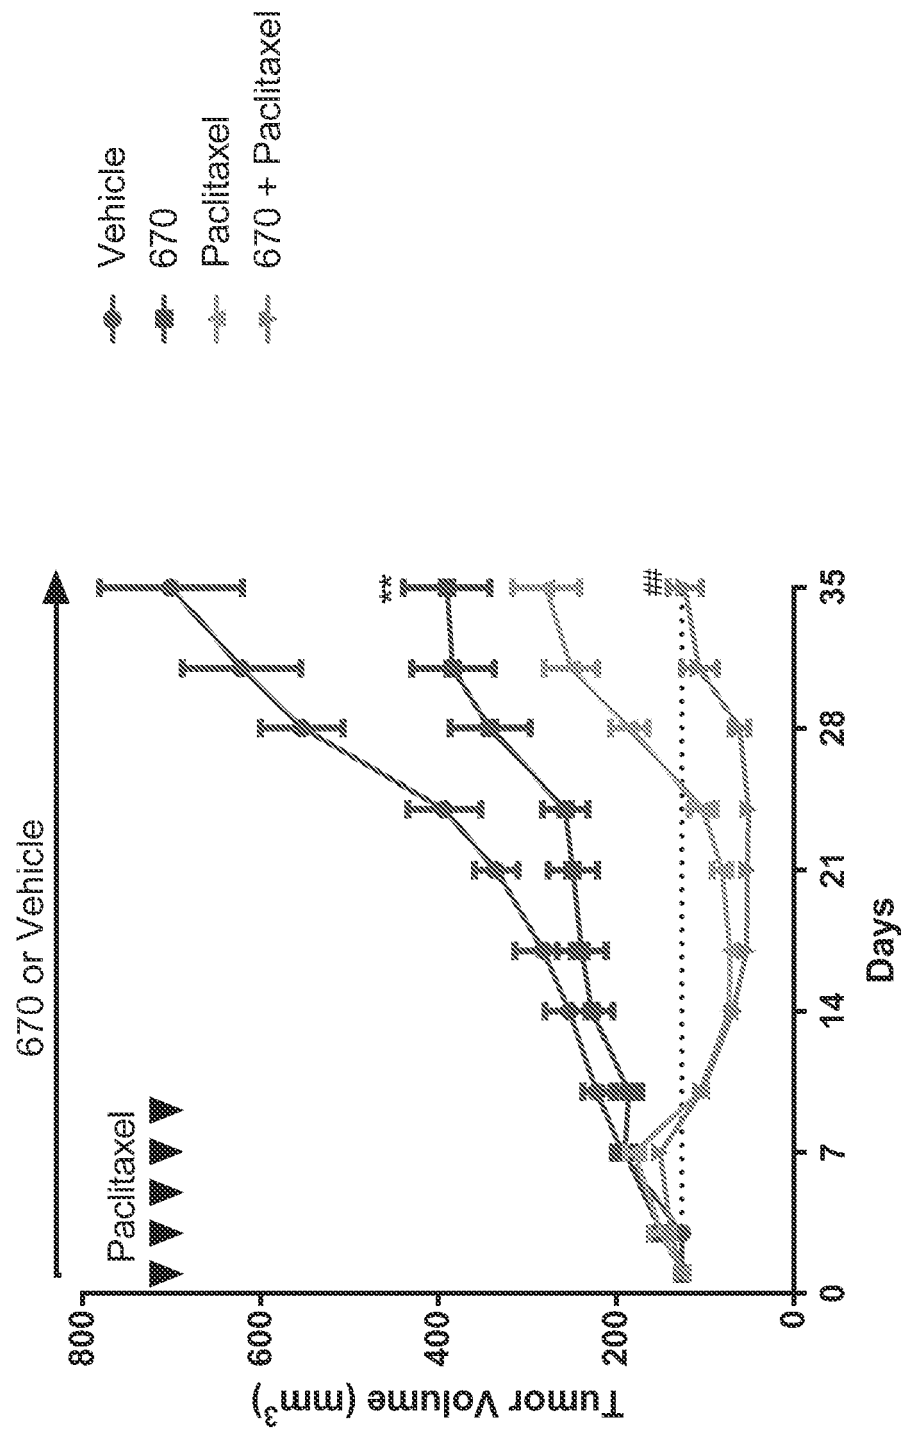 670 or Vehicle
Paclitaxel
Tumor Volume (mm³)
800
600
400
200
0
**
##
0 7 14 21 28 35
Days
Vehicle
670
Paclitaxel
670 + Paclitaxel